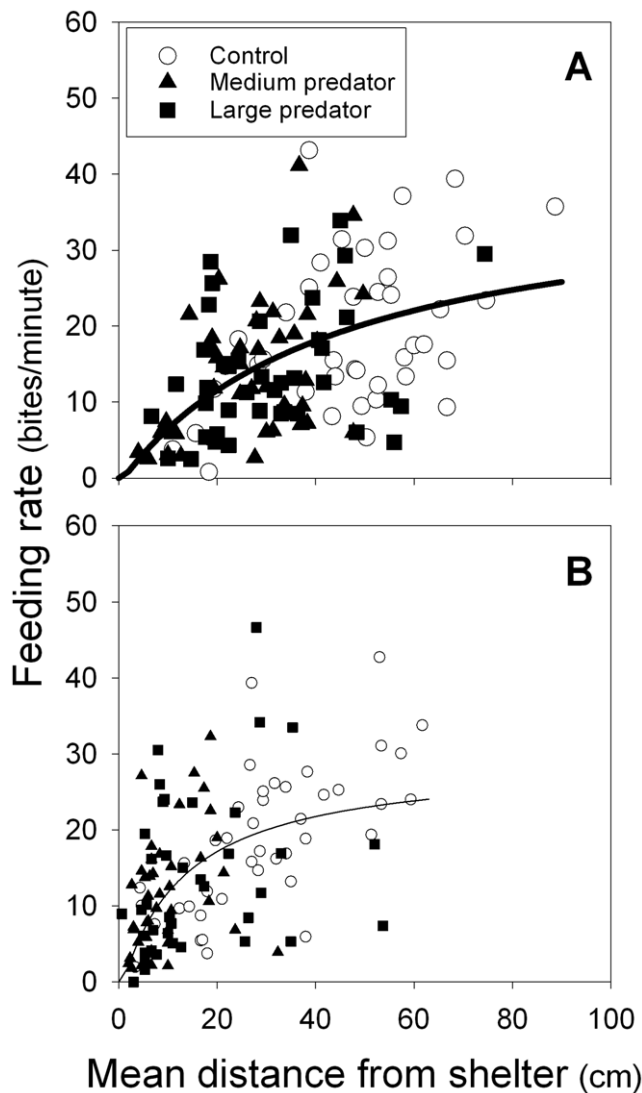 60
50
40
30
20
10
0
Control
Medium predator
Large predator
A
60
50
40
30
20
10
0
B
0 20 40 60 80 100
Feeding rate (bites/minute)
Mean distance from shelter (cm)